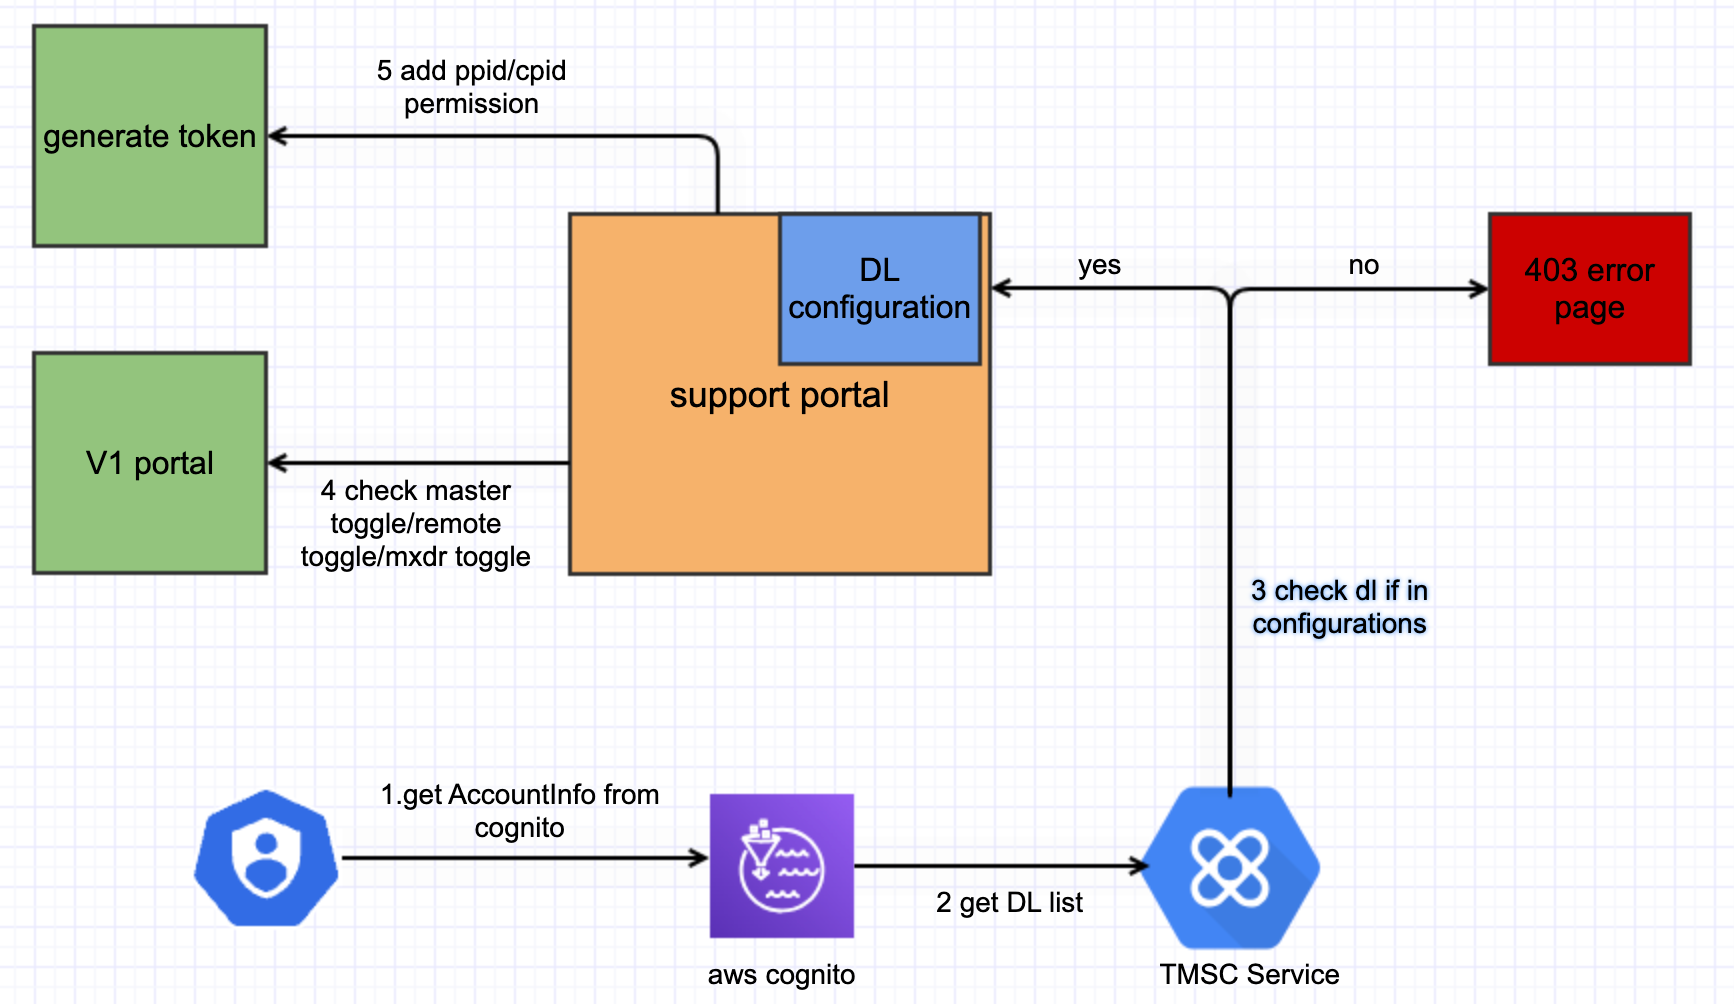 5 add ppid/cpid
permission
generate token
DL
configuration
yes
no
403 error
page
support portal
V1 portal
4 check master
toggle/remote
toggle/mxdr toggle
3 check dl if in
configurations
1.get AccountInfo from
cognito
2 get DL list
aws cognito
TMSC Service